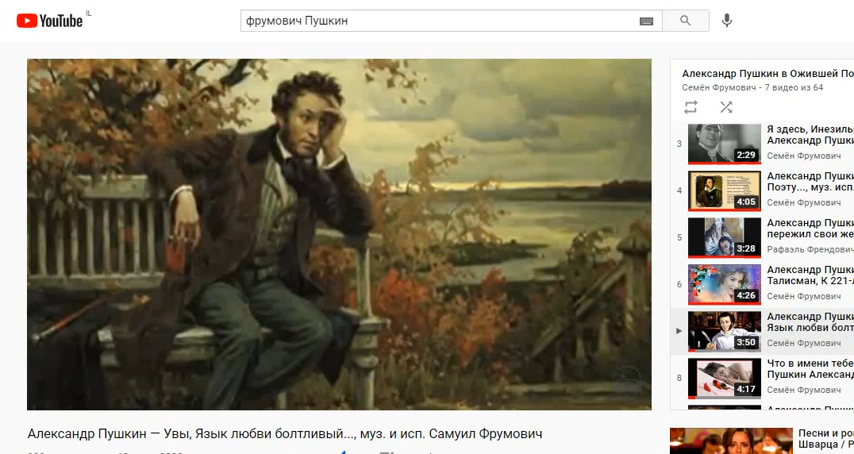 YouTube IL
фрумович Пушкин
Александр Пушкин в Ожившей По
Семён Фрумович - 7 видео из 64
3
2:29
Я здесь, Инезиль
Александр Пушки
Семён Фрумович
4
4:05
Александр Пушки
Поэту..., муз. исп.
Семён Фрумович
5
3:28
Александр Пушки
пережил свои же
Рафаэль Френдович
6
4:26
Александр Пушки
Талисман, К 221-л
Семён Фрумович
3:50
Александр Пушки
Язык любви болт
Семён Фрумович
8
4:17
Что в имени тебе
Пушкин Александ
Семён Фрумович
Александр Пушкин — Увы, Язык любви болтливый..., муз. и исп. Самуил Фрумович
Песни и ро
Шварца / Р